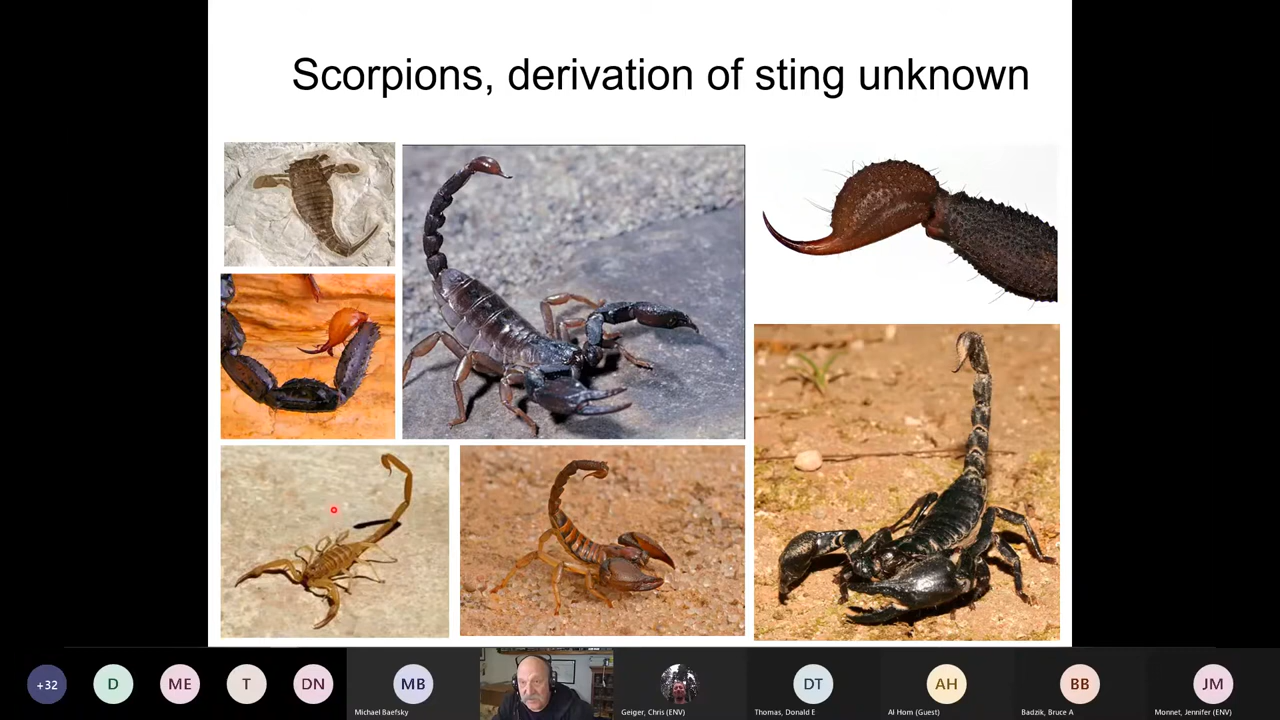 Scorpions, derivation of sting unknown
+32
D
ME
T
DN
MB
DT
AH
BB
JM
Michael Baefsky
Geiger, Chris (ENV)
Thomas, Donald E
Al Hom (Guest)
Badzik, Bruce A
Monnet, Jennifer (ENV)